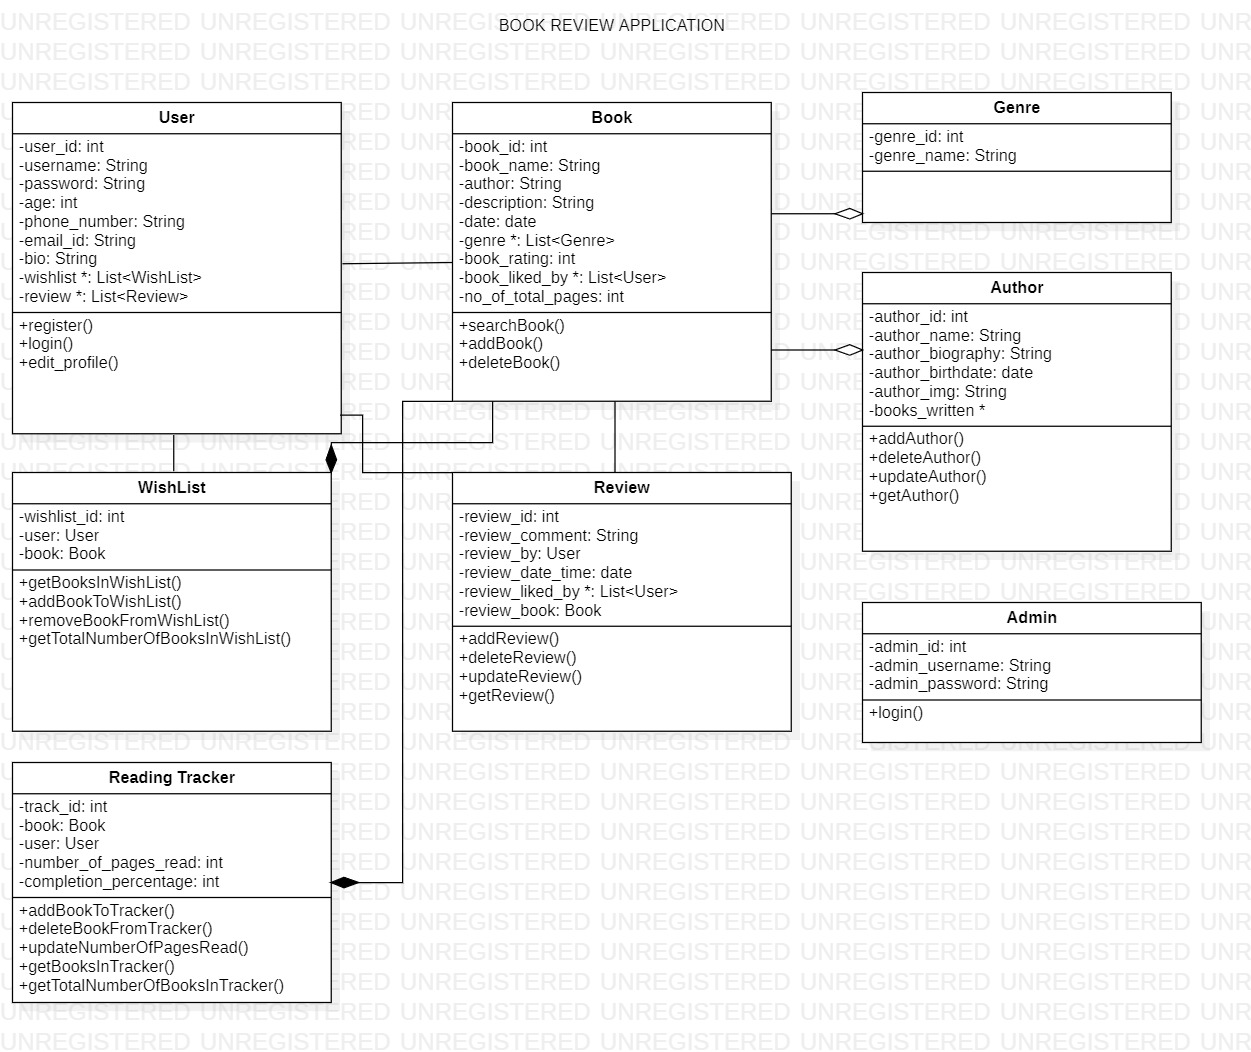 BOOK REVIEW APPLICATION
User
-user_id: int
-username: String
-password: String
-age: int
-phone_number: String
-email_id: String
-bio: String
-wishlist *: List<WishList>
-review *: List<Review>
+register()
+login()
+edit_profile()
Book
-book_id: int
-book_name: String
-author: String
-description: String
-date: date
-genre *: List<Genre>
-book_rating: int
-book_liked_by *: List<User>
-no_of_total_pages: int
+searchBook()
+addBook()
+deleteBook()
Genre
-genre_id: int
-genre_name: String
Author
-author_id: int
-author_name: String
-author_biography: String
-author_birthdate: date
-author_img: String
-books_written *
+addAuthor()
+deleteAuthor()
+updateAuthor()
+getAuthor()
WishList
-wishlist_id: int
-user: User
-book: Book
+getBooksInWishList()
+addBookToWishList()
+removeBookFromWishList()
+getTotalNumberOfBooksInWishList()
Review
-review_id: int
-review_comment: String
-review_by: User
-review_date_time: date
-review_liked_by *: List<User>
-review_book: Book
+addReview()
+deleteReview()
+updateReview()
+getReview()
Admin
-admin_id: int
-admin_username: String
-admin_password: String
+login()
Reading Tracker
-track_id: int
-book: Book
-user: User
-number_of_pages_read: int
-completion_percentage: int
+addBookToTracker()
+deleteBookFromTracker()
+updateNumberOfPagesRead()
+getBooksInTracker()
+getTotalNumberOfBooksInTracker()
UNREGISTERED